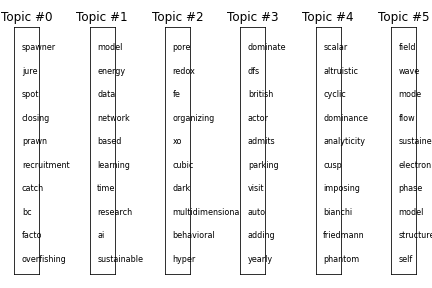 Topic #0
spawner
jure
spot
closing
prawn
recruitment
catch
bc
facto
overfishing
Topic #1
model
energy
data
network
based
learning
time
research
ai
sustainable
Topic #2
pore
redox
fe
organizing
xo
cubic
dark
multidimensiona
behavioral
hyper
Topic #3
dominate
dfs
british
actor
admits
parking
visit
auto
adding
yearly
Topic #4
scalar
altruistic
cyclic
dominance
analyticity
cusp
imposing
bianchi
friedmann
phantom
Topic #5
field
wave
mode
flow
sustaine
electron
phase
model
structure
self